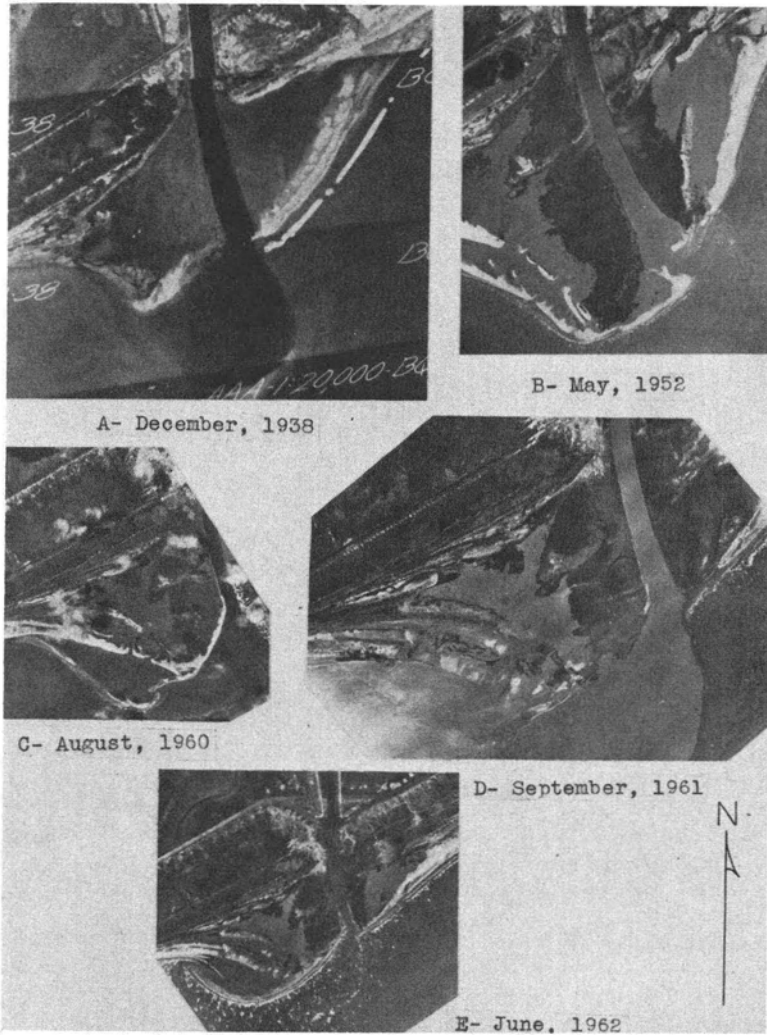 38
B
38
AAA-1:20,000-B4
A- December, 1938
B- May, 1952
C- August, 1960
D- September, 1961
N
E- June, 1962